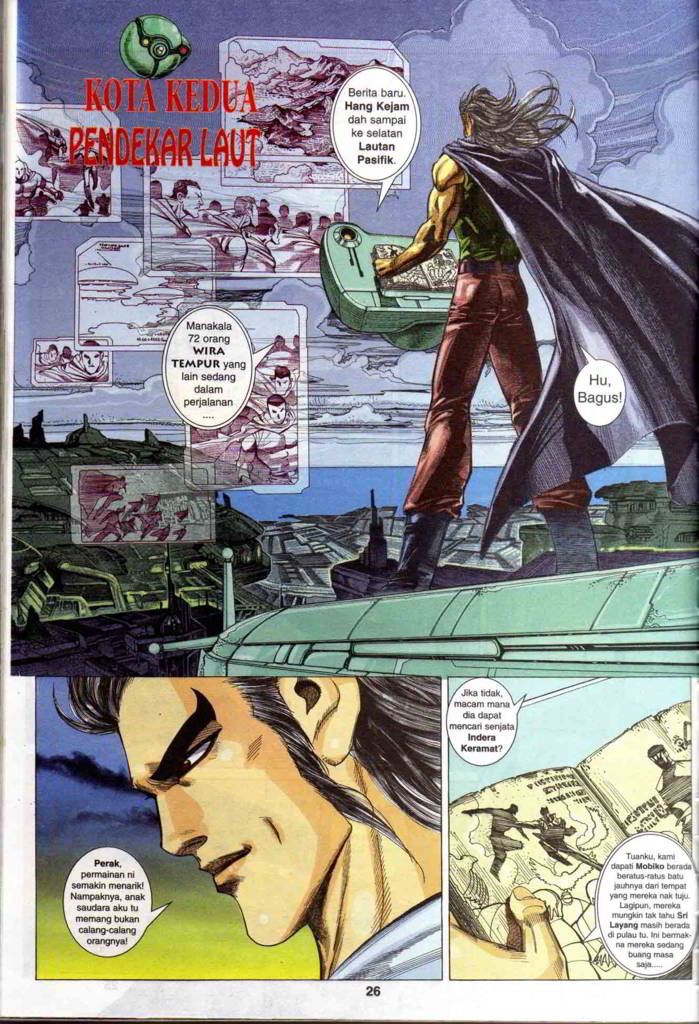 KOTA KEDUA
PENDEKAR LAUT
Berita baru.
Hang Kejam
dah sampai
ke selatan
Lautan
Pasifik.
Manakala
72 orang
WIRA
TEMPUR yang
lain sedang
dalam
perjalanan
....
Hu,
Bagus!
Perak,
permainan ni
semakin menarik!
Nampaknya, anak
saudara aku tu
memang bukan
calang-calang
orangnya!
Jika tidak,
macam mana
dia dapat
mencari senjata
Indera
Keramat?
Tuanku, kami
dapati Mobiko berada
beratus-ratus batu
jauhnya dari tempat
yang mereka nak tuju.
Lagipun, mereka
mungkin tak tahu Sri
Layang masih berada
di pulau tu. Ini bermak-
na mereka sedang
buang masa
saja.....
26